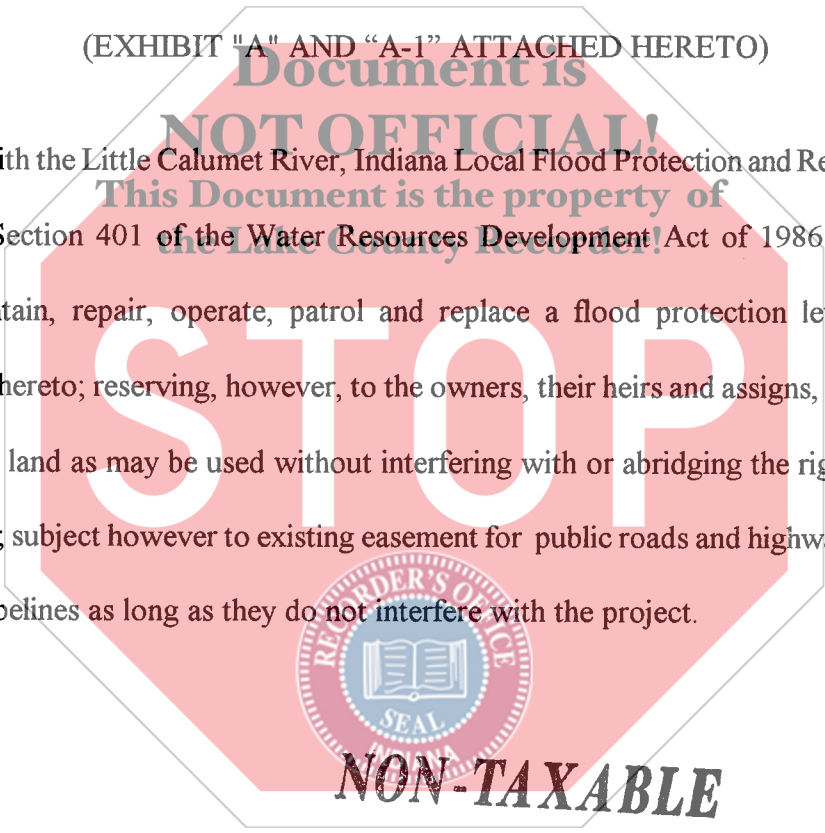 (EXHIBIT "A" AND “A-1” ATTACHED HERETO)
Document is
NOT OFFICIAL!
ith the Little Calumet River, Indiana Local Flood Protection and Re
This Document is the property of
Section 401 of the Water Resources Development Act of 1986
the Lake County Recorder!
tain, repair, operate, patrol and replace a flood protection le
hereto; reserving, however, to the owners, their heirs and assigns,
STOP
land as may be used without interfering with or abridging the rig
; subject however to existing easement for public roads and highw
pelines as long as they do not interfere with the project.
RECORDER'S OFFICE
SEAL
INDIANA
NON-TAXABLE